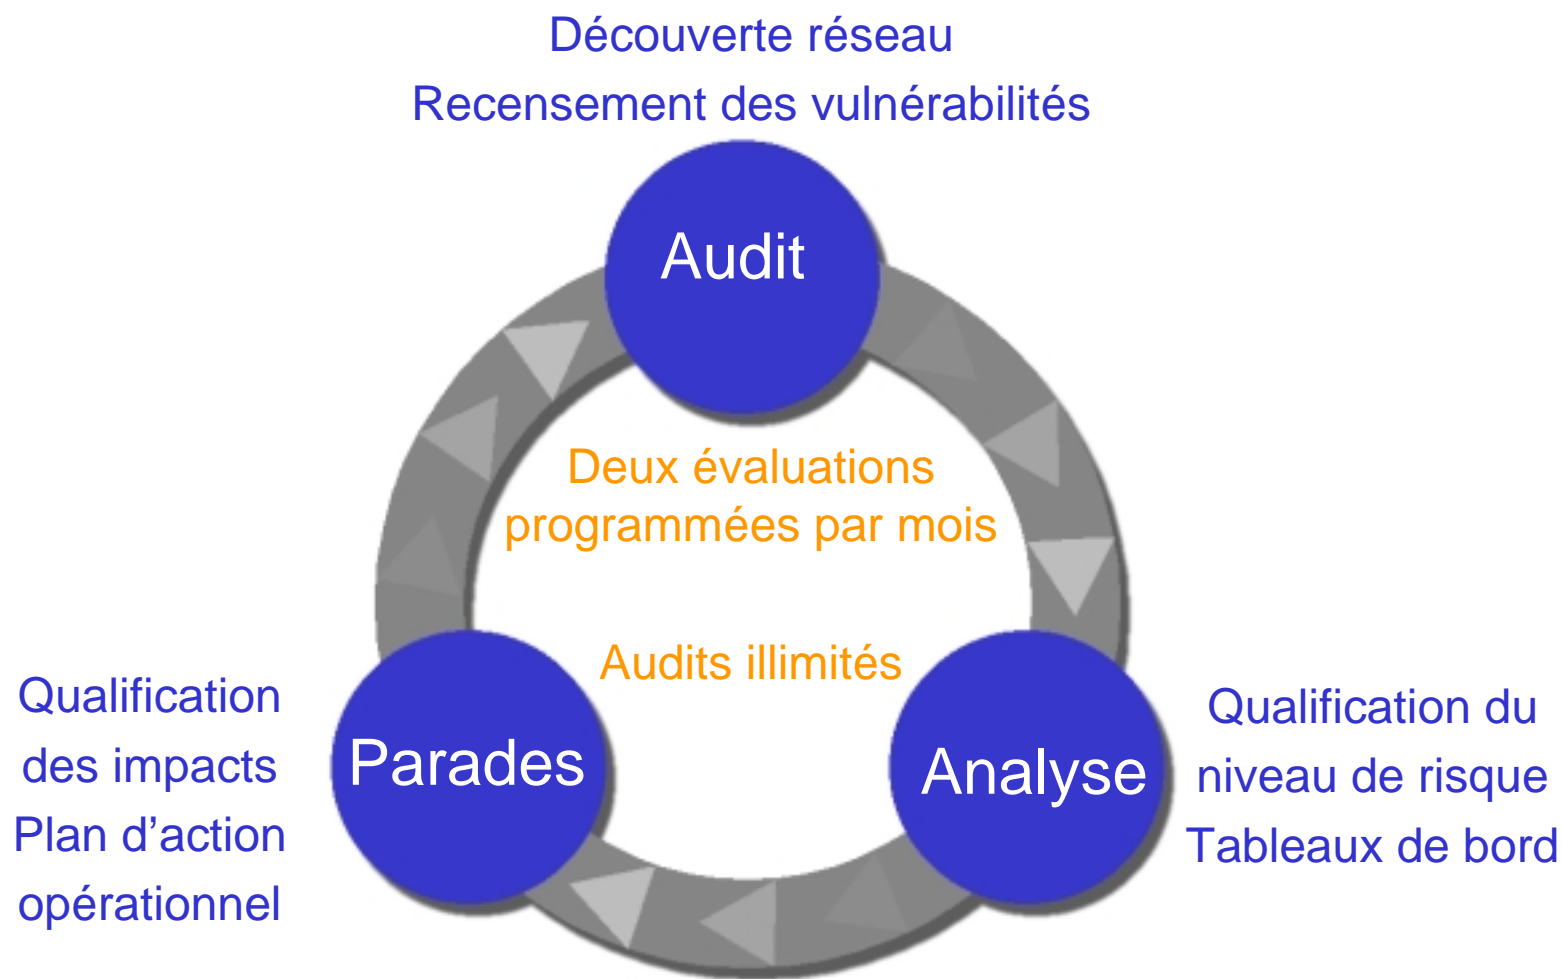 Découverte réseau
Recensement des vulnérabilités
Audit
Deux évaluations
programmées par mois
Audits illimités
Qualification
des impacts
Plan d’action
opérationnel
Parades
Analyse
Qualification du
niveau de risque
Tableaux de bord